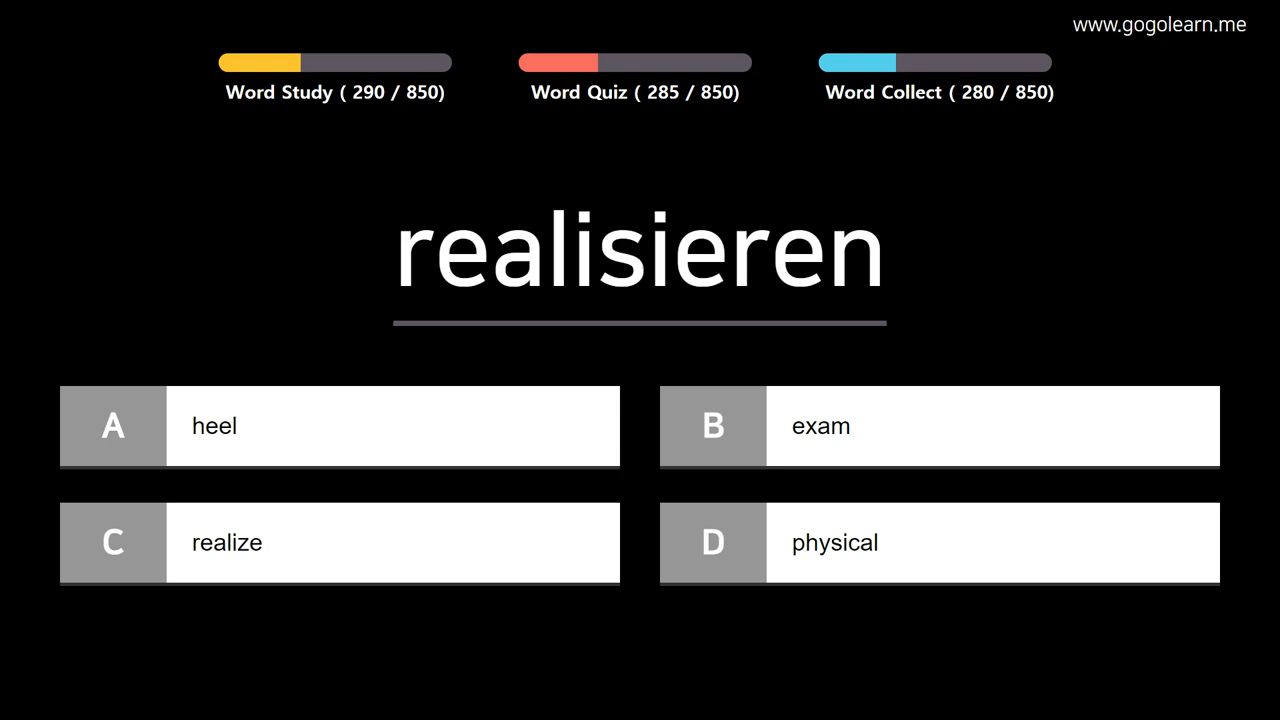 www.gogolearn.me
Word Study ( 290 / 850)
Word Quiz ( 285 / 850)
Word Collect ( 280 / 850)
realisieren
A heel
B exam
C realize
D physical